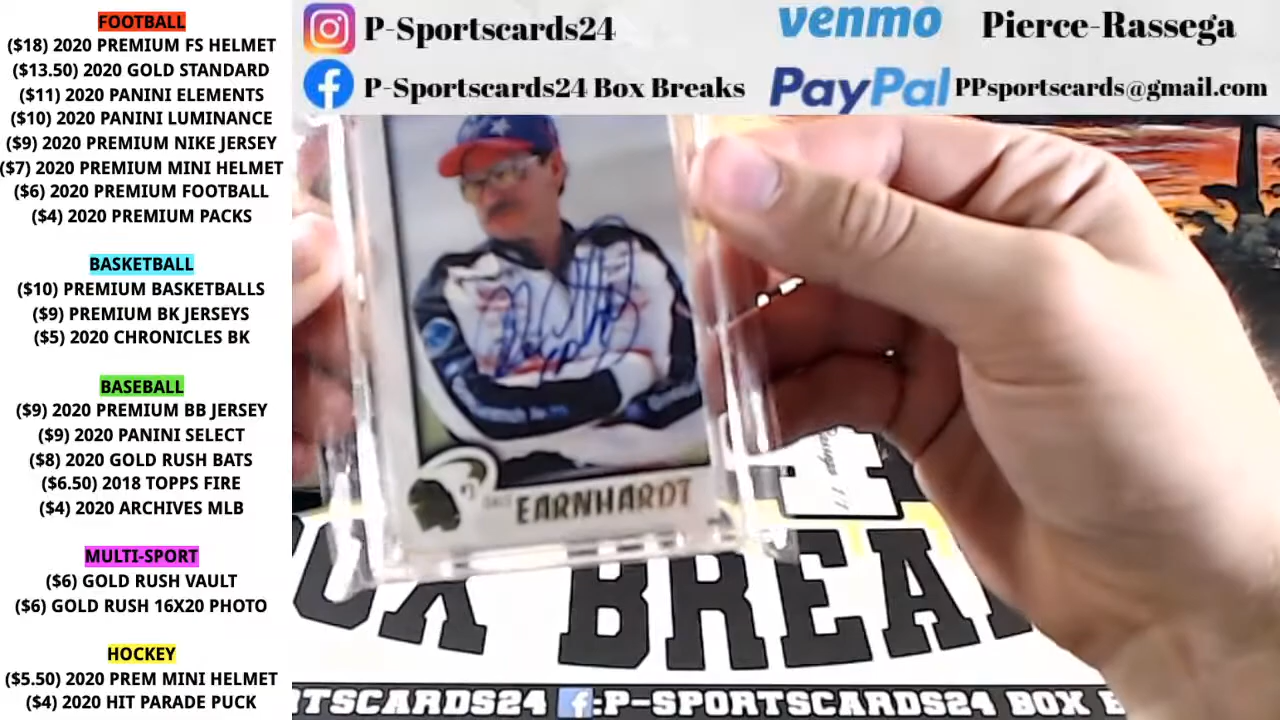 FOOTBALL
($18) 2020 PREMIUM FS HELMET
($13.50) 2020 GOLD STANDARD
($11) 2020 PANINI ELEMENTS
($10) 2020 PANINI LUMINANCE
($9) 2020 PREMIUM NIKE JERSEY
($7) 2020 PREMIUM MINI HELMET
($6) 2020 PREMIUM FOOTBALL
($4) 2020 PREMIUM PACKS
BASKETBALL
($10) PREMIUM BASKETBALLS
($9) PREMIUM BK JERSEYS
($5) 2020 CHRONICLES BK
BASEBALL
($9) 2020 PREMIUM BB JERSEY
($9) 2020 PANINI SELECT
($8) 2020 GOLD RUSH BATS
($6.50) 2018 TOPPS FIRE
($4) 2020 ARCHIVES MLB
MULTI-SPORT
($6) GOLD RUSH VAULT
($6) GOLD RUSH 16X20 PHOTO
HOCKEY
($5.50) 2020 PREM MINI HELMET
($4) 2020 HIT PARADE PUCK
P-Sportscards24
venmo Pierce-Rassega
P-Sportscards24 Box Breaks
PayPal PPsportscards@gmail.com
EARNHARDT
OX BREA
RTSCARDS24 f:P-SPORTSCARDS24 BOX B